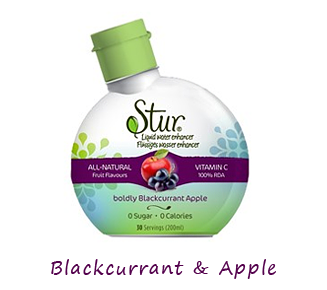 Stur®
Liquid water enhancer
Flüssiges wasser enhancer
ALL-NATURAL
Fruit Flavours
VITAMIN C
100% RDA
boldly Blackcurrant Apple
0 Sugar • 0 Calories
30 Servings (200ml)
Blackcurrant & Apple